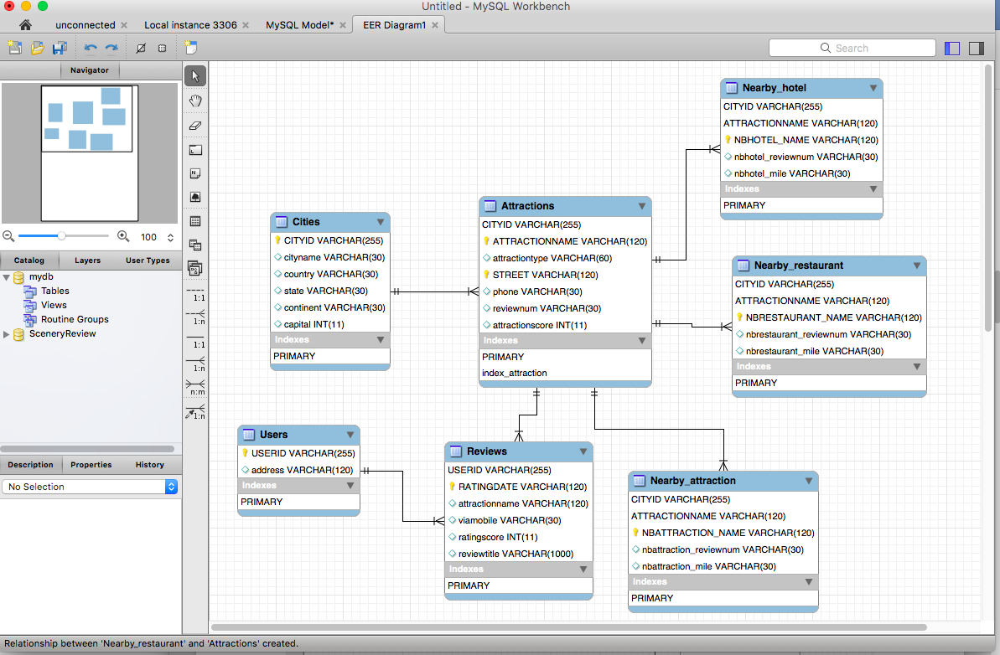 Untitled - MySQL Workbench
unconnected
Local instance 3306
MySQL Model*
EER Diagram1
Search
Navigator
100
Catalog
Layers
User Types
mydb
Tables
Views
Routine Groups
SceneryReview
Description
Properties
History
No Selection
1:1
1:n
1:1
1:n
n:m
1:n
Cities
CITYID VARCHAR(255)
cityname VARCHAR(30)
country VARCHAR(30)
state VARCHAR(30)
continent VARCHAR(30)
capital INT(11)
Indexes
PRIMARY
Attractions
CITYID VARCHAR(255)
ATTRACTIONNAME VARCHAR(120)
attractiontype VARCHAR(60)
STREET VARCHAR(120)
phone VARCHAR(30)
reviewnum VARCHAR(30)
attractionscore INT(11)
Indexes
PRIMARY
index_attraction
Nearby_hotel
CITYID VARCHAR(255)
ATTRACTIONNAME VARCHAR(120)
NBHOTEL_NAME VARCHAR(120)
nbhotel_reviewnum VARCHAR(30)
nbhotel_mile VARCHAR(30)
Indexes
PRIMARY
Nearby_restaurant
CITYID VARCHAR(255)
ATTRACTIONNAME VARCHAR(120)
NBRESTAURANT_NAME VARCHAR(120)
nbrestaurant_reviewnum VARCHAR(30)
nbrestaurant_mile VARCHAR(30)
Indexes
PRIMARY
Users
USERID VARCHAR(255)
address VARCHAR(120)
Indexes
PRIMARY
Reviews
USERID VARCHAR(255)
RATINGDATE VARCHAR(120)
attractionname VARCHAR(120)
viamobile VARCHAR(30)
ratingscore INT(11)
reviewtitle VARCHAR(1000)
Indexes
PRIMARY
Nearby_attraction
CITYID VARCHAR(255)
ATTRACTIONNAME VARCHAR(120)
NBATTRACTION_NAME VARCHAR(120)
nbattraction_reviewnum VARCHAR(30)
nbattraction_mile VARCHAR(30)
Indexes
PRIMARY
Relationship between 'Nearby_restaurant' and 'Attractions' created.